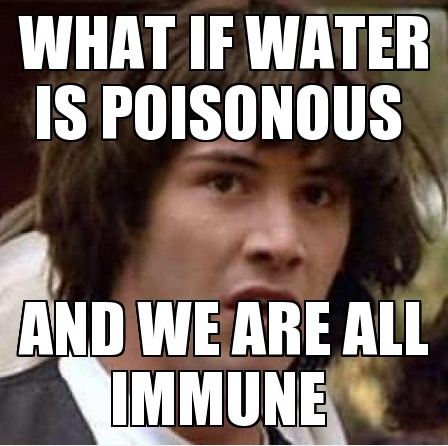 WHAT IF WATER
IS POISONOUS
AND WE ARE ALL
IMMUNE